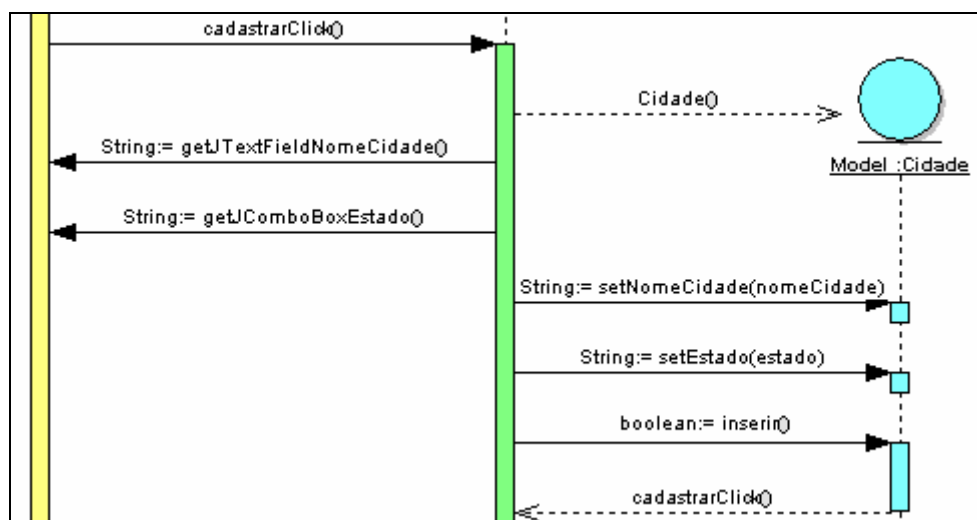 cadastrarClick()
Cidade()
Model :Cidade
String:= getJTextFieldNomeCidade()
String:= getJComboBoxEstado()
String:= setNomeCidade(nomeCidade)
String:= setEstado(estado)
boolean:= inserir()
cadastrarClick()